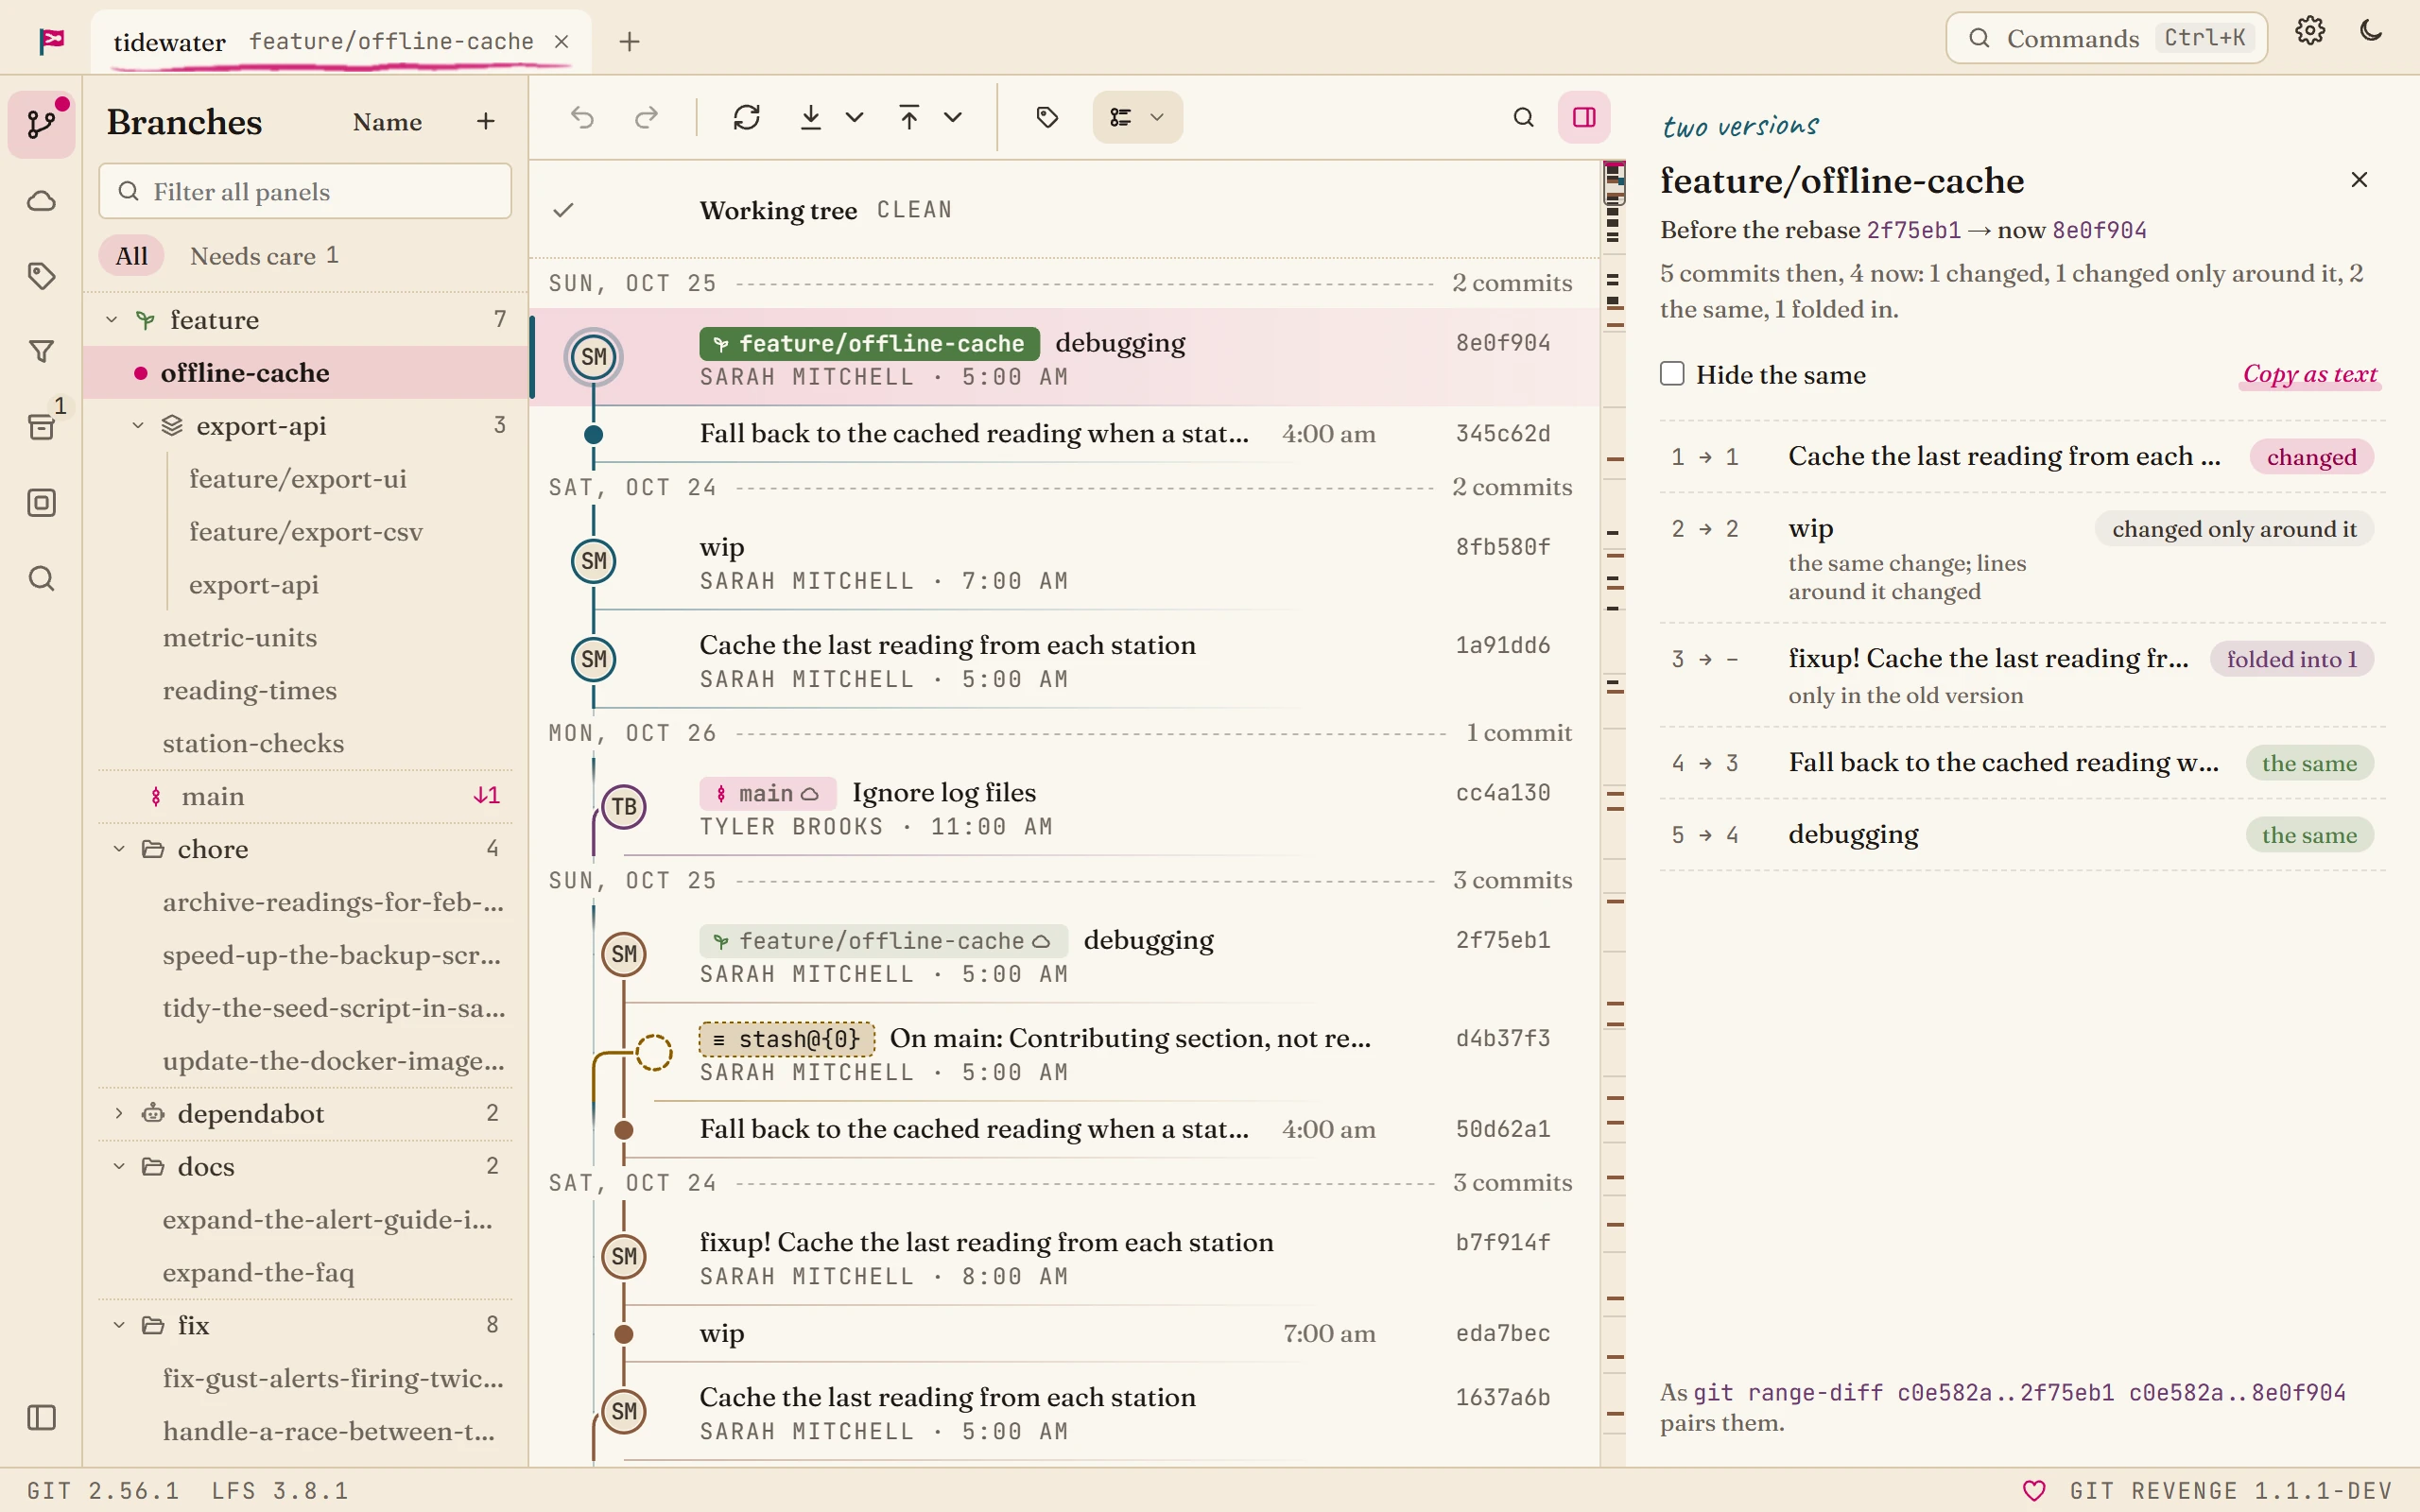 tidewater feature/offline-cache
Commands Ctrl+K
Branches Name
Filter all panels
All Needs care 1
feature 7
offline-cache
1
export-api 3
feature/export-ui
feature/export-csv
export-api
metric-units
reading-times
station-checks
main ↓1
chore 4
archive-readings-for-feb-...
speed-up-the-backup-scr...
tidy-the-seed-script-in-sa...
update-the-docker-image...
dependabot 2
docs 2
expand-the-alert-guide-i...
expand-the-faq
fix 8
fix-gust-alerts-firing-twic...
handle-a-race-between-t...
Working tree CLEAN
SUN, OCT 25 2 commits
SM feature/offline-cache debugging 8e0f904
SARAH MITCHELL · 5:00 AM
Fall back to the cached reading when a stat... 4:00 am 345c62d
SAT, OCT 24 2 commits
SM wip 8fb580f
SARAH MITCHELL · 7:00 AM
SM Cache the last reading from each station 1a91dd6
SARAH MITCHELL · 5:00 AM
MON, OCT 26 1 commit
TB main Ignore log files cc4a130
TYLER BROOKS · 11:00 AM
SUN, OCT 25 3 commits
SM feature/offline-cache debugging 2f75eb1
SARAH MITCHELL · 5:00 AM
stash@{0} On main: Contributing section, not re... d4b37f3
SARAH MITCHELL · 5:00 AM
Fall back to the cached reading when a stat... 4:00 am 50d62a1
SAT, OCT 24 3 commits
SM fixup! Cache the last reading from each station b7f914f
SARAH MITCHELL · 8:00 AM
wip 7:00 am eda7bec
SM Cache the last reading from each station 1637a6b
SARAH MITCHELL · 5:00 AM
two versions
feature/offline-cache
Before the rebase 2f75eb1 → now 8e0f904
5 commits then, 4 now: 1 changed, 1 changed only around it, 2
the same, 1 folded in.
Hide the same Copy as text
1 → 1 Cache the last reading from each ... changed
2 → 2 wip changed only around it
the same change; lines
around it changed
3 → – fixup! Cache the last reading fr... folded into 1
only in the old version
4 → 3 Fall back to the cached reading w... the same
5 → 4 debugging the same
As git range-diff c0e582a..2f75eb1 c0e582a..8e0f904
pairs them.
GIT 2.56.1 LFS 3.8.1
GIT REVENGE 1.1.1-DEV